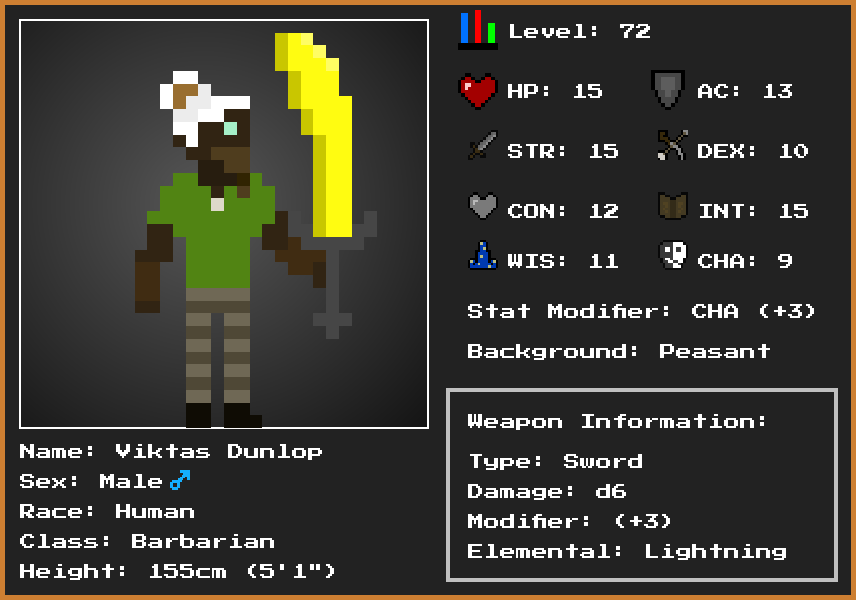 Level: 72
HP: 15
AC: 13
STR: 15
DEX: 10
CON: 12
INT: 15
WIS: 11
CHA: 9
Stat Modifier: CHA (+3)
Background: Peasant
Weapon Information:
Type: Sword
Damage: d6
Modifier: (+3)
Elemental: Lightning
Name: Viktas Dunlop
Sex: Male♂
Race: Human
Class: Barbarian
Height: 155cm (5'1")